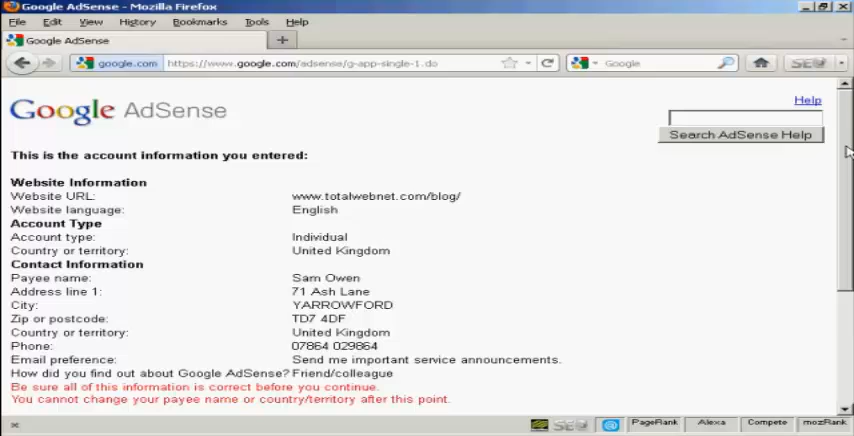 Google AdSense - Mozilla Firefox
File Edit View History Bookmarks Tools Help
Google AdSense
google.com https://www.google.com/adsense/g-app-single-1.do Google SEO
Google AdSense
Help
Search AdSense Help
This is the account information you entered:
Website Information
Website URL: www.totalwebnet.com/blog/
Website language: English
Account Type
Account type: Individual
Country or territory: United Kingdom
Contact Information
Payee name: Sam Owen
Address line 1: 71 Ash Lane
City: YARROWFORD
Zip or postcode: TD7 4DF
Country or territory: United Kingdom
Phone: 07864 029864
Email preference: Send me important service announcements.
How did you find out about Google AdSense? Friend/colleague
Be sure all of this information is correct before you continue.
You cannot change your payee name or country/territory after this point.
SEO PageRank Alexa Compete mozRank